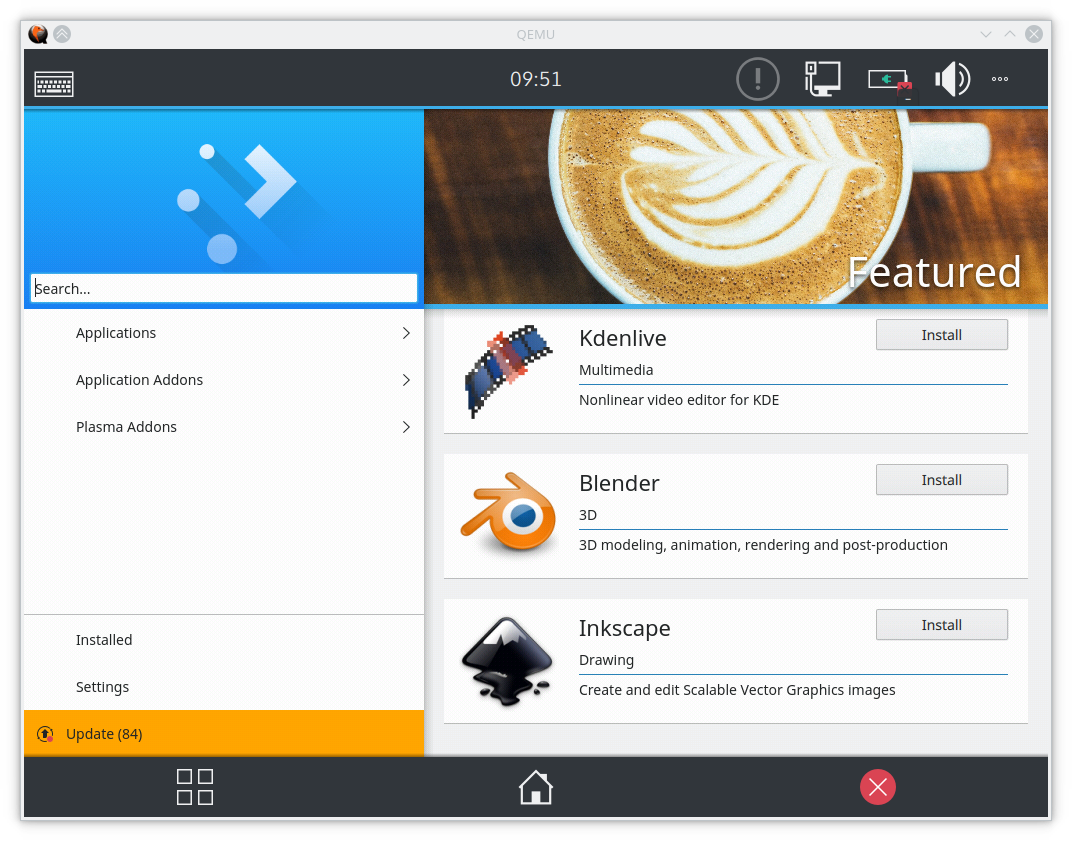 QEMU
09:51
Search...
Applications
Application Addons
Plasma Addons
Installed
Settings
Update (84)
Featured
Kdenlive
Install
Multimedia
Nonlinear video editor for KDE
Blender
Install
3D
3D modeling, animation, rendering and post-production
Inkscape
Install
Drawing
Create and edit Scalable Vector Graphics images